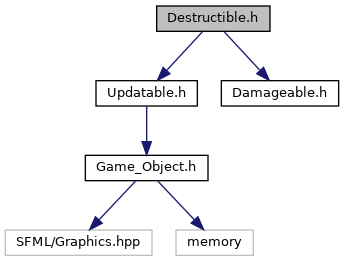 Destructible.h
Updatable.h
Damageable.h
Game_Object.h
SFML/Graphics.hpp
memory